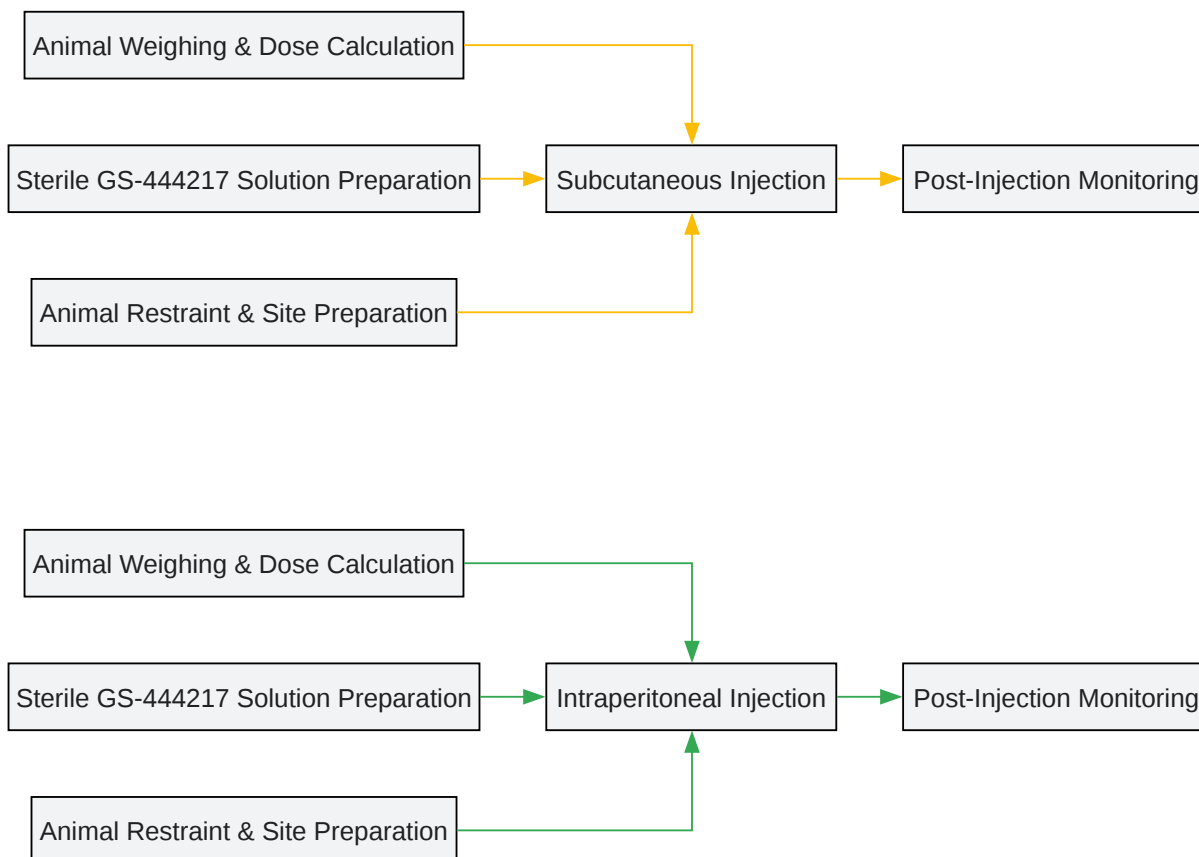 Animal Weighing & Dose Calculation
Sterile GS-444217 Solution Preparation
Subcutaneous Injection
Post-Injection Monitoring
Animal Restraint & Site Preparation
Animal Weighing & Dose Calculation
Sterile GS-444217 Solution Preparation
Intraperitoneal Injection
Post-Injection Monitoring
Animal Restraint & Site Preparation